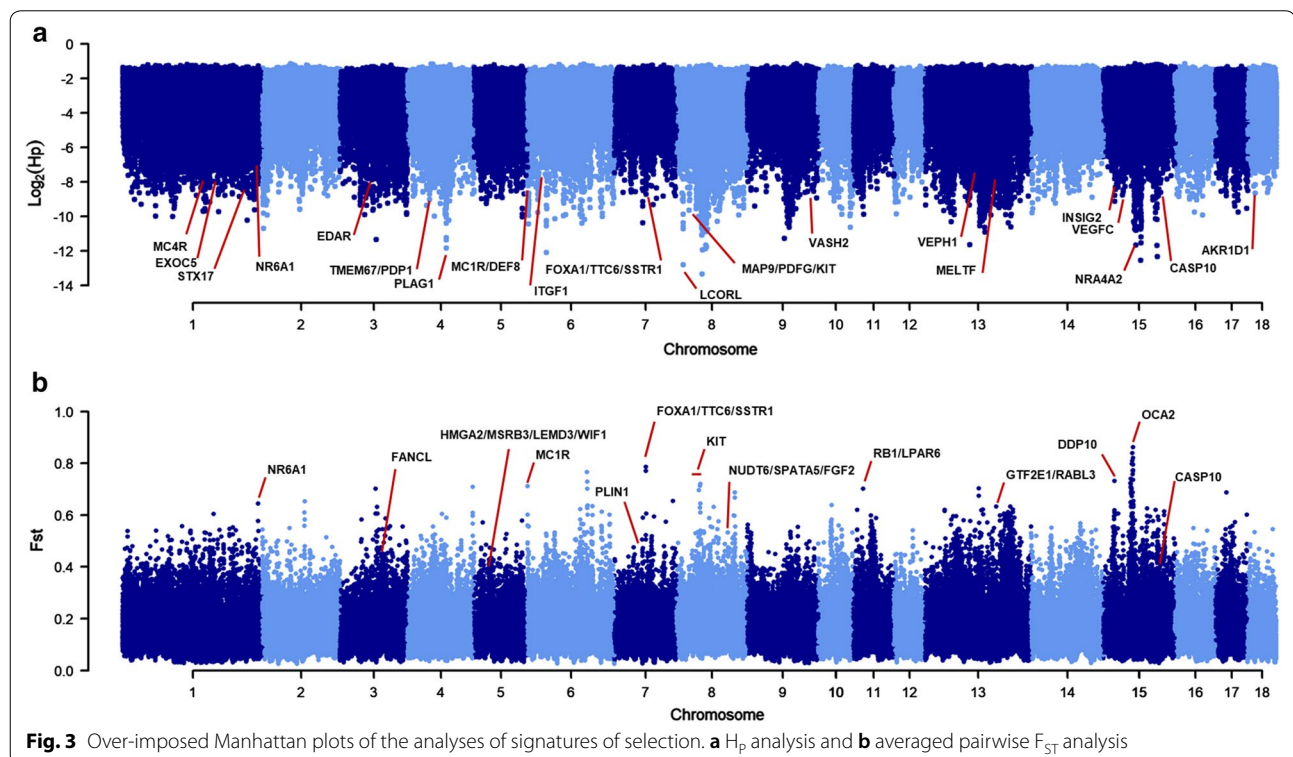 a
0
-2
-4
-6
-8
-10
-12
-14
Log2(Hp)
MC4R
EXOC5
STX17
NR6A1
EDAR
TMEM67/PDP1
PLAG1
MC1R/DEF8
ITGF1
FOXA1/TTC6/SSTR1
LCORL
MAP9/PDFG/KIT
VASH2
VEPH1
MELTF
INSIG2
VEGFC
NRA4A2
CASP10
AKR1D1
1 2 3 4 5 6 7 8 9 10 11 12 13 14 15 16 17 18
Chromosome
b
1.0
0.8
0.6
0.4
0.2
0.0
Fst
NR6A1
FANCL
HMGA2/MSRB3/LEMD3/WIF1
MC1R
FOXA1/TTC6/SSTR1
PLIN1
KIT
NUDT6/SPATA5/FGF2
RB1/LPAR6
GTF2E1/RABL3
DDP10
OCA2
CASP10
1 2 3 4 5 6 7 8 9 10 11 12 13 14 15 16 17 18
Chromosome
Fig. 3 Over-imposed Manhattan plots of the analyses of signatures of selection. a HP analysis and b averaged pairwise FST analysis